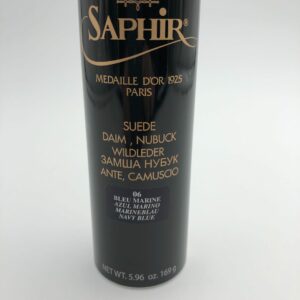 SAPHIR®
MEDAILLE D'OR 1925
PARIS
SUEDE
DAIM , NUBUCK
WILDLEDER
ЗАМША НУБУК
ANTE, CAMUSCIO
06
BLEU MARINE
AZUL MARINO
MARINEBLAU
NAVY BLUE
NET WT. 5.96 oz. 169 g